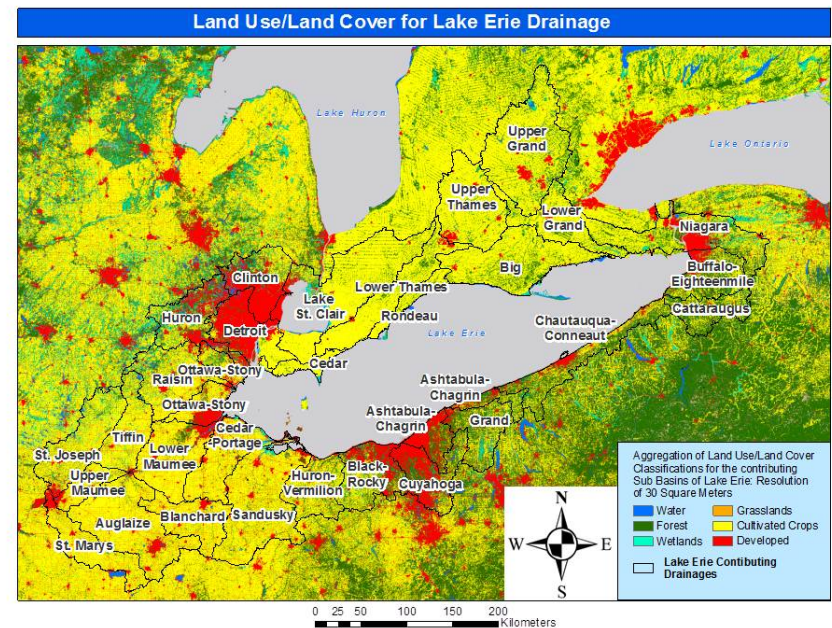 Land Use/Land Cover for Lake Erie Drainage
Lake Huron
Lake Ontario
Upper
Grand
Upper
Thames
Lower
Grand
Niagara
Big
Buffalo-
Eighteenmile
Clinton
Lake
St. Clair
Lower Thames
Rondeau
Cattaraugus
Huron
Detroit
Lake Erie
Chautauqua-
Conneaut
Cedar
Ottawa-Stony
Raisin
Ashtabula-
Chagrin
Ottawa-Stony
Ashtabula-
Chagrin
Grand
Cedar
Portage
Tiffin
St. Joseph
Lower
Maumee
Upper
Maumee
Huron-
Vermilion
Black-
Rocky
Cuyahoga
Auglaize
Blanchard
Sandusky
St. Marys
N
W
E
S
Aggregation of Land Use/Land Cover
Classifications for the contributing
Sub Basins of Lake Erie: Resolution
of 30 Square Meters
Water
Grasslands
Forest
Cultivated Crops
Wetlands
Developed
Lake Erie Contibuting
Drainages
0 25 50 100 150 200
Kilometers